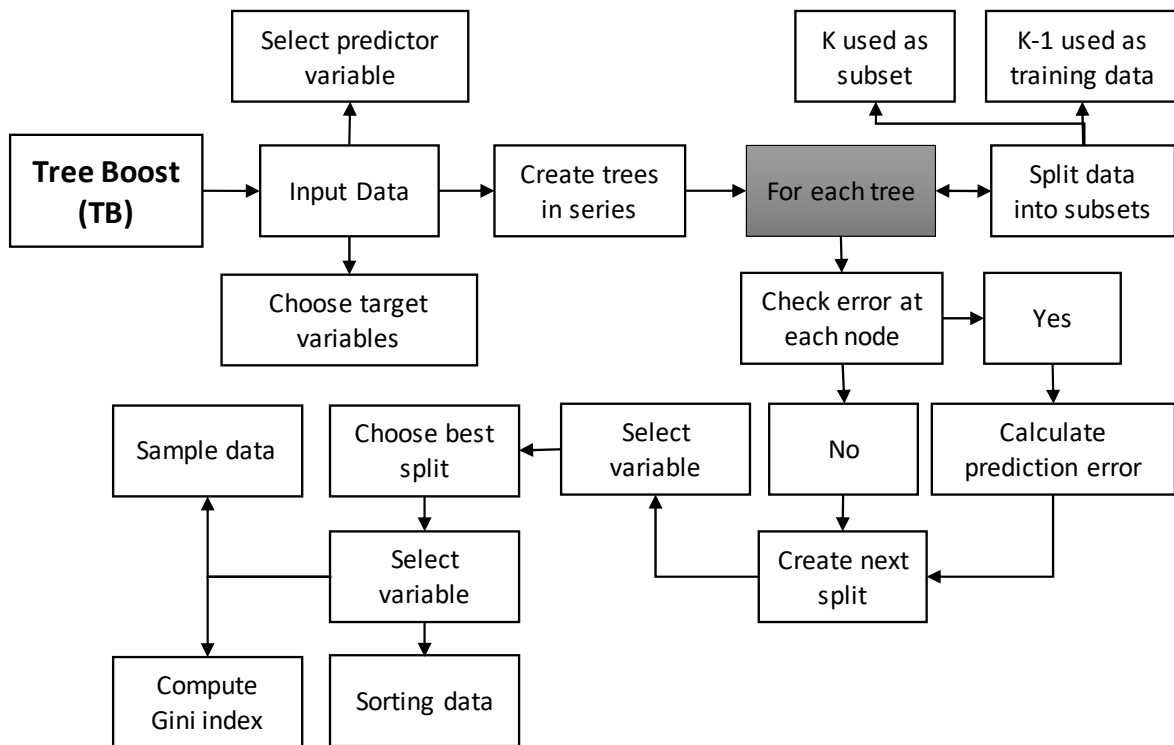 Select predictor
variable
K used as
subset
K-1 used as
training data
Tree Boost
(TB)
Input Data
Create trees
in series
For each tree
Split data
into subsets
Choose target
variables
Check error at
each node
Yes
Sample data
Choose best
split
Select
variable
No
Calculate
prediction error
Select
variable
Create next
split
Compute
Gini index
Sorting data